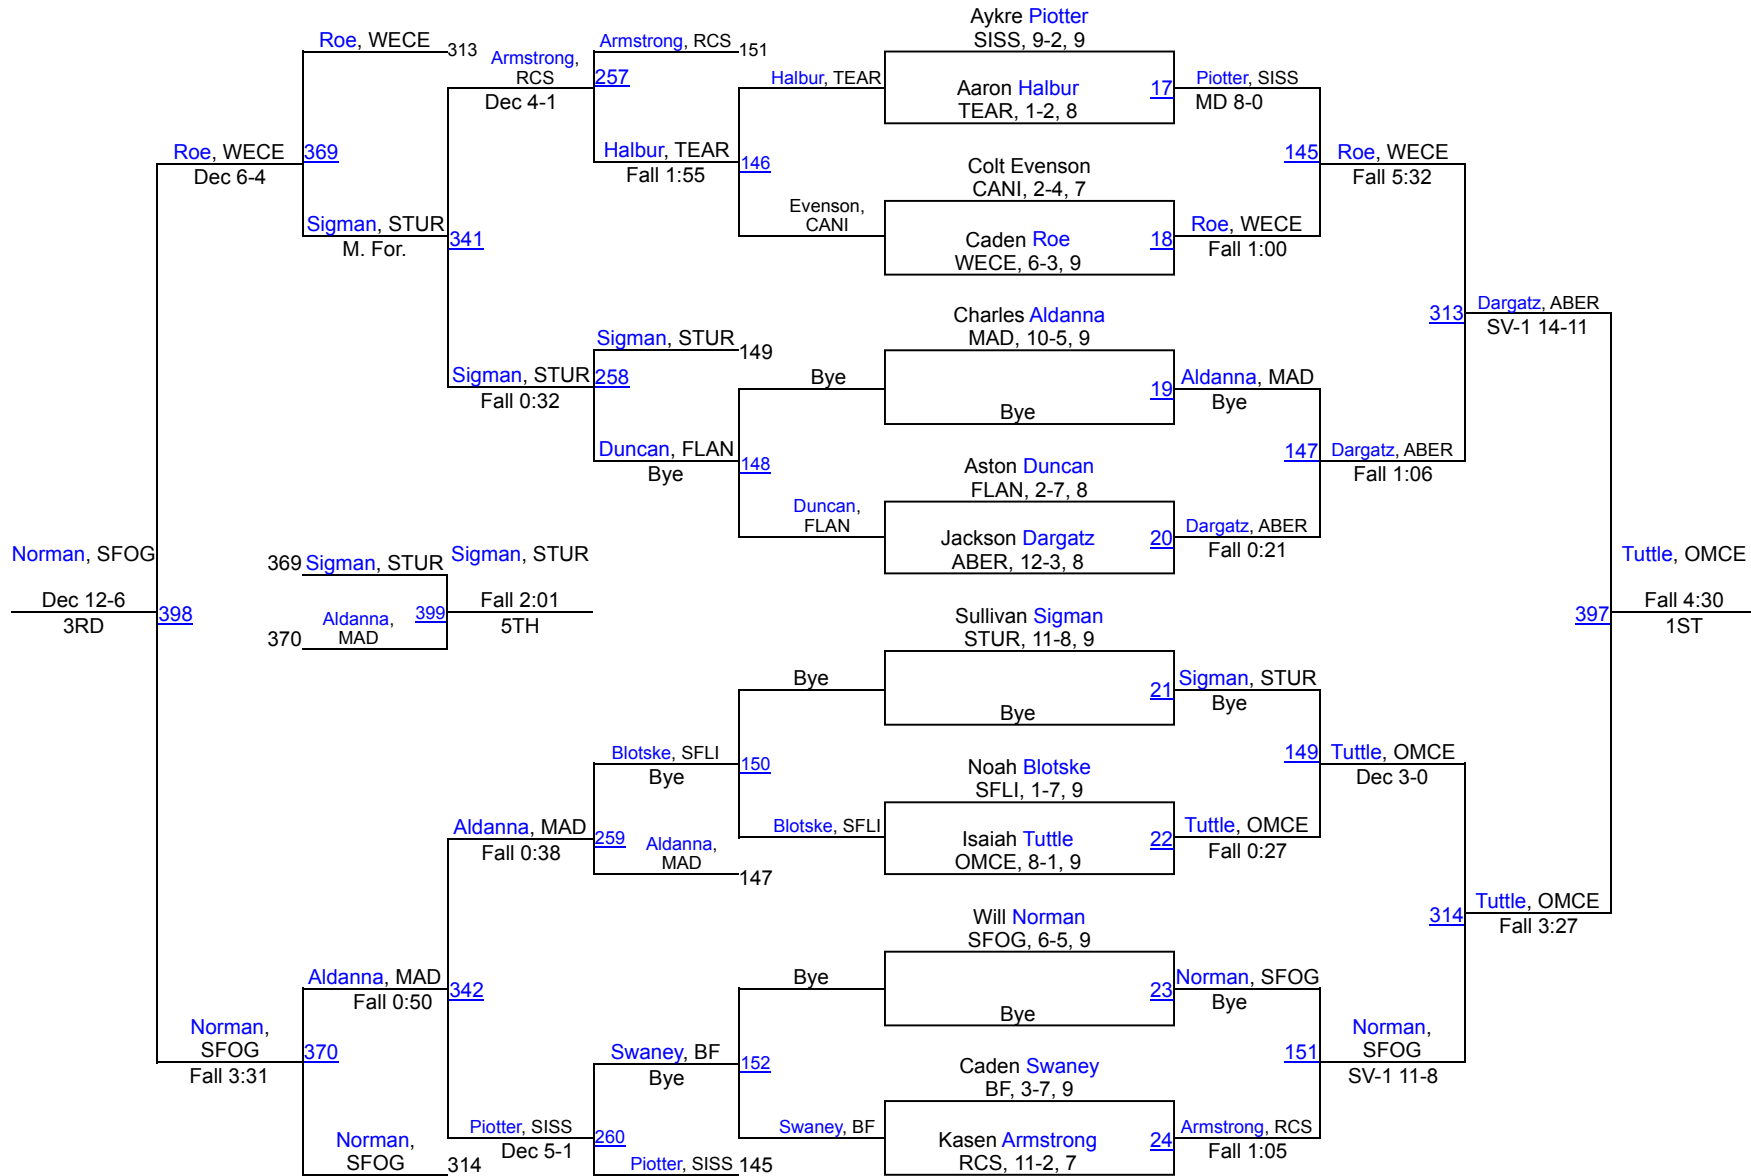 Aykre Piotter
SISS, 9-2, 9
Roe, WECE
313
Armstrong,
RCS
Dec 4-1
257
Armstrong, RCS
151
Halbur, TEAR
Aaron Halbur
TEAR, 1-2, 8
17
Piotter, SISS
MD 8-0
Roe, WECE
Dec 6-4
369
Halbur, TEAR
Fall 1:55
146
Colt Evenson
CANI, 2-4, 7
145
Roe, WECE
Fall 5:32
Sigman, STUR
M. For.
341
Evenson,
CANI
Caden Roe
WECE, 6-3, 9
18
Roe, WECE
Fall 1:00
Charles Aldanna
MAD, 10-5, 9
313
Dargatz, ABER
SV-1 14-11
Sigman, STUR
149
Sigman, STUR
Fall 0:32
258
Bye
Bye
19
Aldanna, MAD
Bye
Duncan, FLAN
Bye
148
Aston Duncan
FLAN, 2-7, 8
147
Dargatz, ABER
Fall 1:06
Duncan,
FLAN
Jackson Dargatz
ABER, 12-3, 8
20
Dargatz, ABER
Fall 0:21
Norman, SFOG
Dec 12-6
3RD
398
369
Sigman, STUR
Sigman, STUR
Aldanna,
MAD
370
399
Fall 2:01
5TH
Tuttle, OMCE
Fall 4:30
1ST
397
Sullivan Sigman
STUR, 11-8, 9
Bye
Bye
21
Sigman, STUR
Bye
Blotske, SFLI
Bye
150
Noah Blotske
SFLI, 1-7, 9
149
Tuttle, OMCE
Dec 3-0
Aldanna, MAD
Fall 0:38
259
Aldanna,
MAD
147
Blotske, SFLI
Isaiah Tuttle
OMCE, 8-1, 9
22
Tuttle, OMCE
Fall 0:27
Will Norman
SFOG, 6-5, 9
314
Tuttle, OMCE
Fall 3:27
Aldanna, MAD
Fall 0:50
342
Bye
Bye
23
Norman, SFOG
Bye
Norman,
SFOG
Fall 3:31
370
Swaney, BF
Bye
152
Caden Swaney
BF, 3-7, 9
151
Norman,
SFOG
SV-1 11-8
Norman,
SFOG
314
Piotter, SISS
Dec 5-1
260
Piotter, SISS
145
Swaney, BF
Kasen Armstrong
RCS, 11-2, 7
24
Armstrong, RCS
Fall 1:05